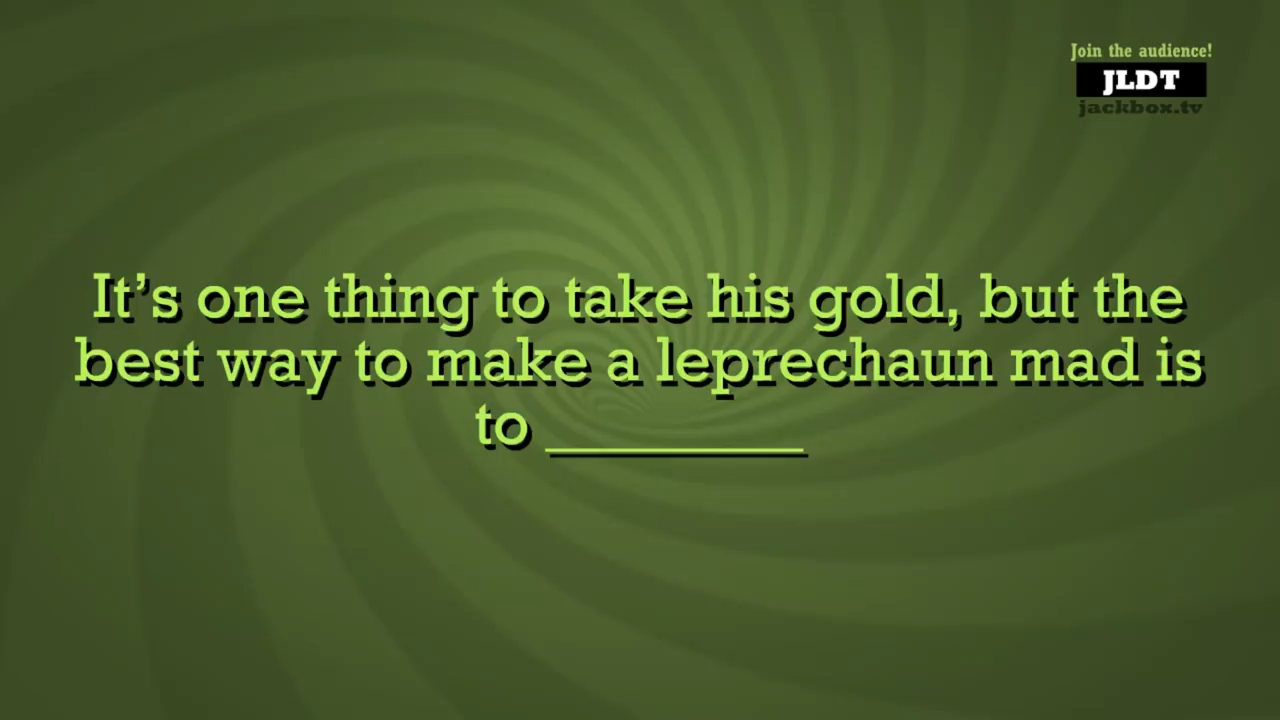 Join the audience!
JLDT
jackbox.tv
It’s one thing to take his gold, but the
best way to make a leprechaun mad is
to ________